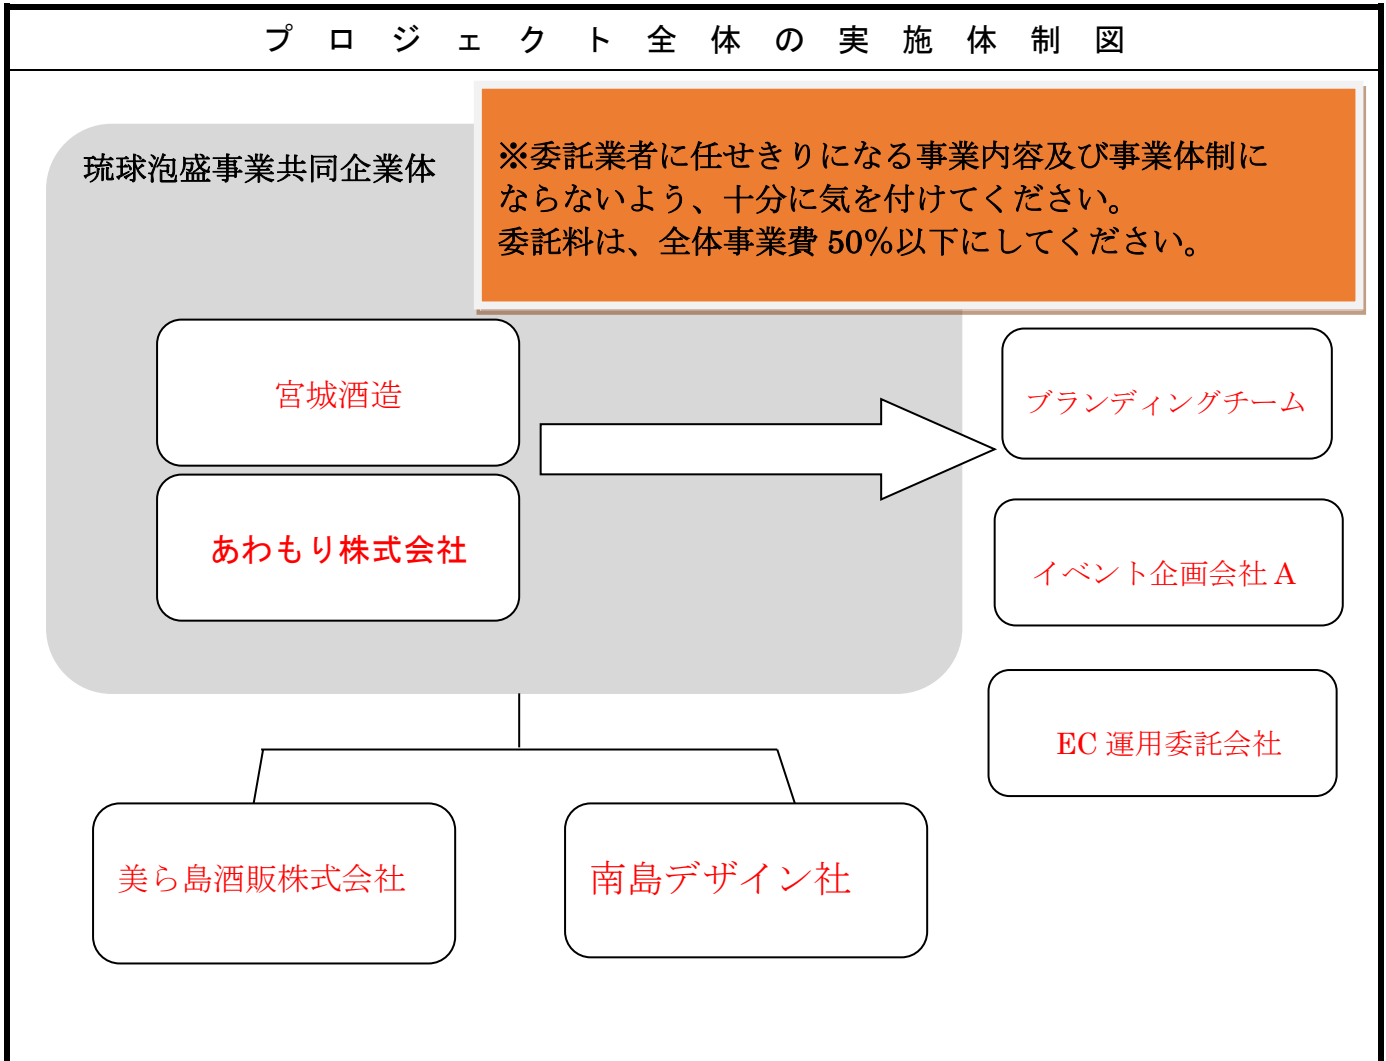 プロジェクト全体の実施体制図
琉球泡盛事業共同企業体
※委託業者に任せきりになる事業内容及び事業体制に
ならないよう、十分に気を付けてください。
委託料は、全体事業費 50％以下にしてください。
宮城酒造
ブランディングチーム
あわもり株式会社
イベント企画会社 A
EC 運用委託会社
美ら島酒販株式会社
南島デザイン社